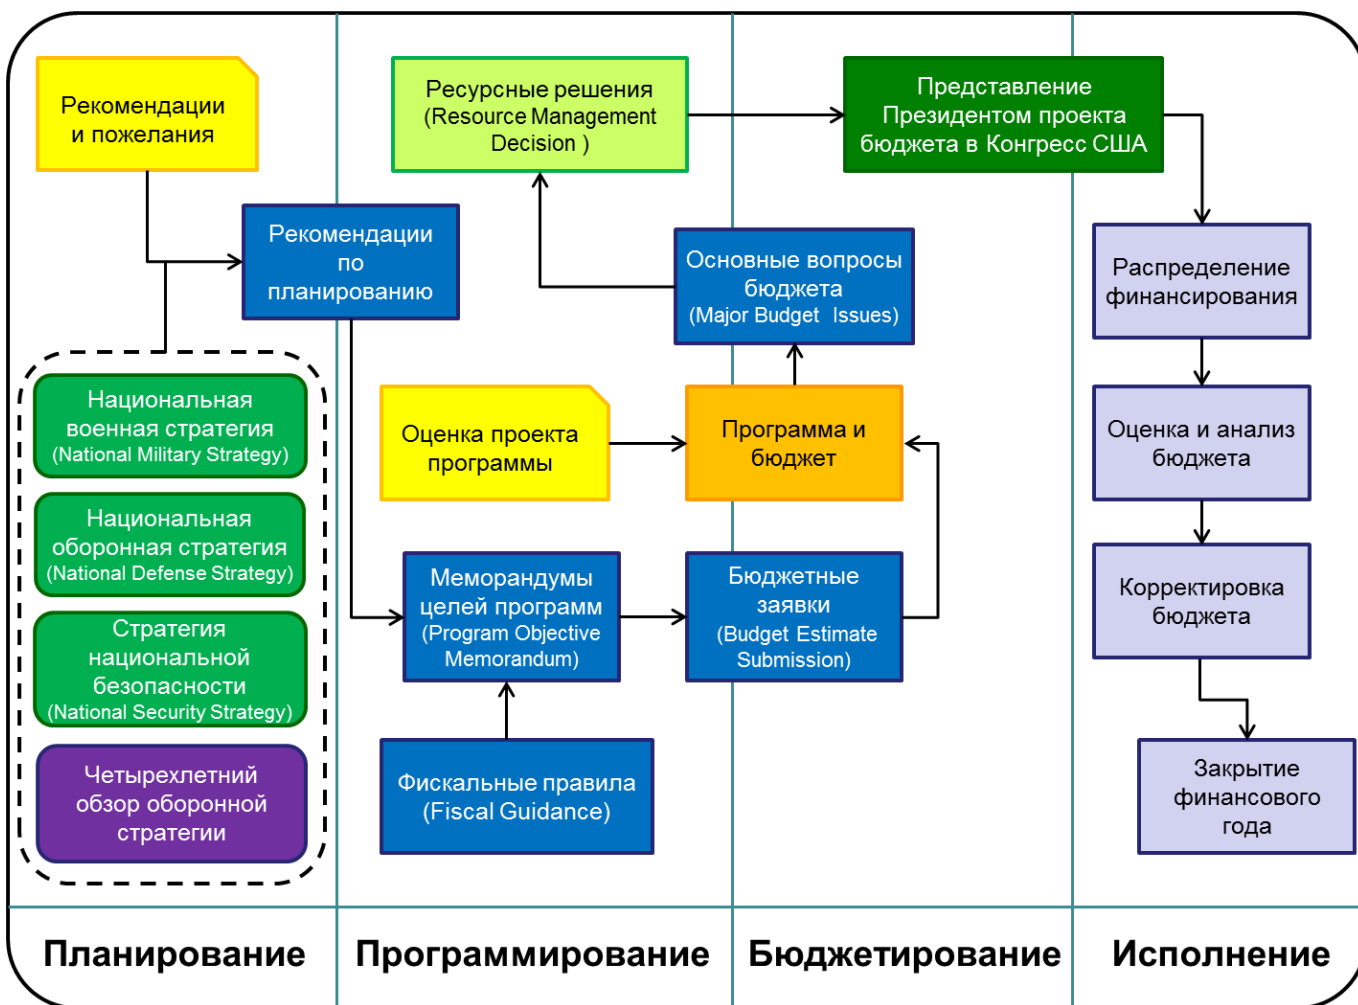 Рекомендации
и пожелания
Рекомендации
по
планированию
Национальная
военная стратегия
(National Military Strategy)
Национальная
оборонная стратегия
(National Defense Strategy)
Стратегия
национальной
безопасности
(National Security Strategy)
Четырехлетний
обзор оборонной
стратегии
Ресурсные решения
(Resource Management
Decision )
Оценка проекта
программы
Меморандумы
целей программ
(Program Objective
Memorandum)
Фискальные правила
(Fiscal Guidance)
Основные вопросы
бюджета
(Major Budget Issues)
Программа и
бюджет
Бюджетные
заявки
(Budget Estimate
Submission)
Представление
Президентом проекта
бюджета в Конгресс США
Распределение
финансирования
Оценка и анализ
бюджета
Корректировка
бюджета
Закрытие
финансового
года
Планирование
Программирование
Бюджетирование
Исполнение